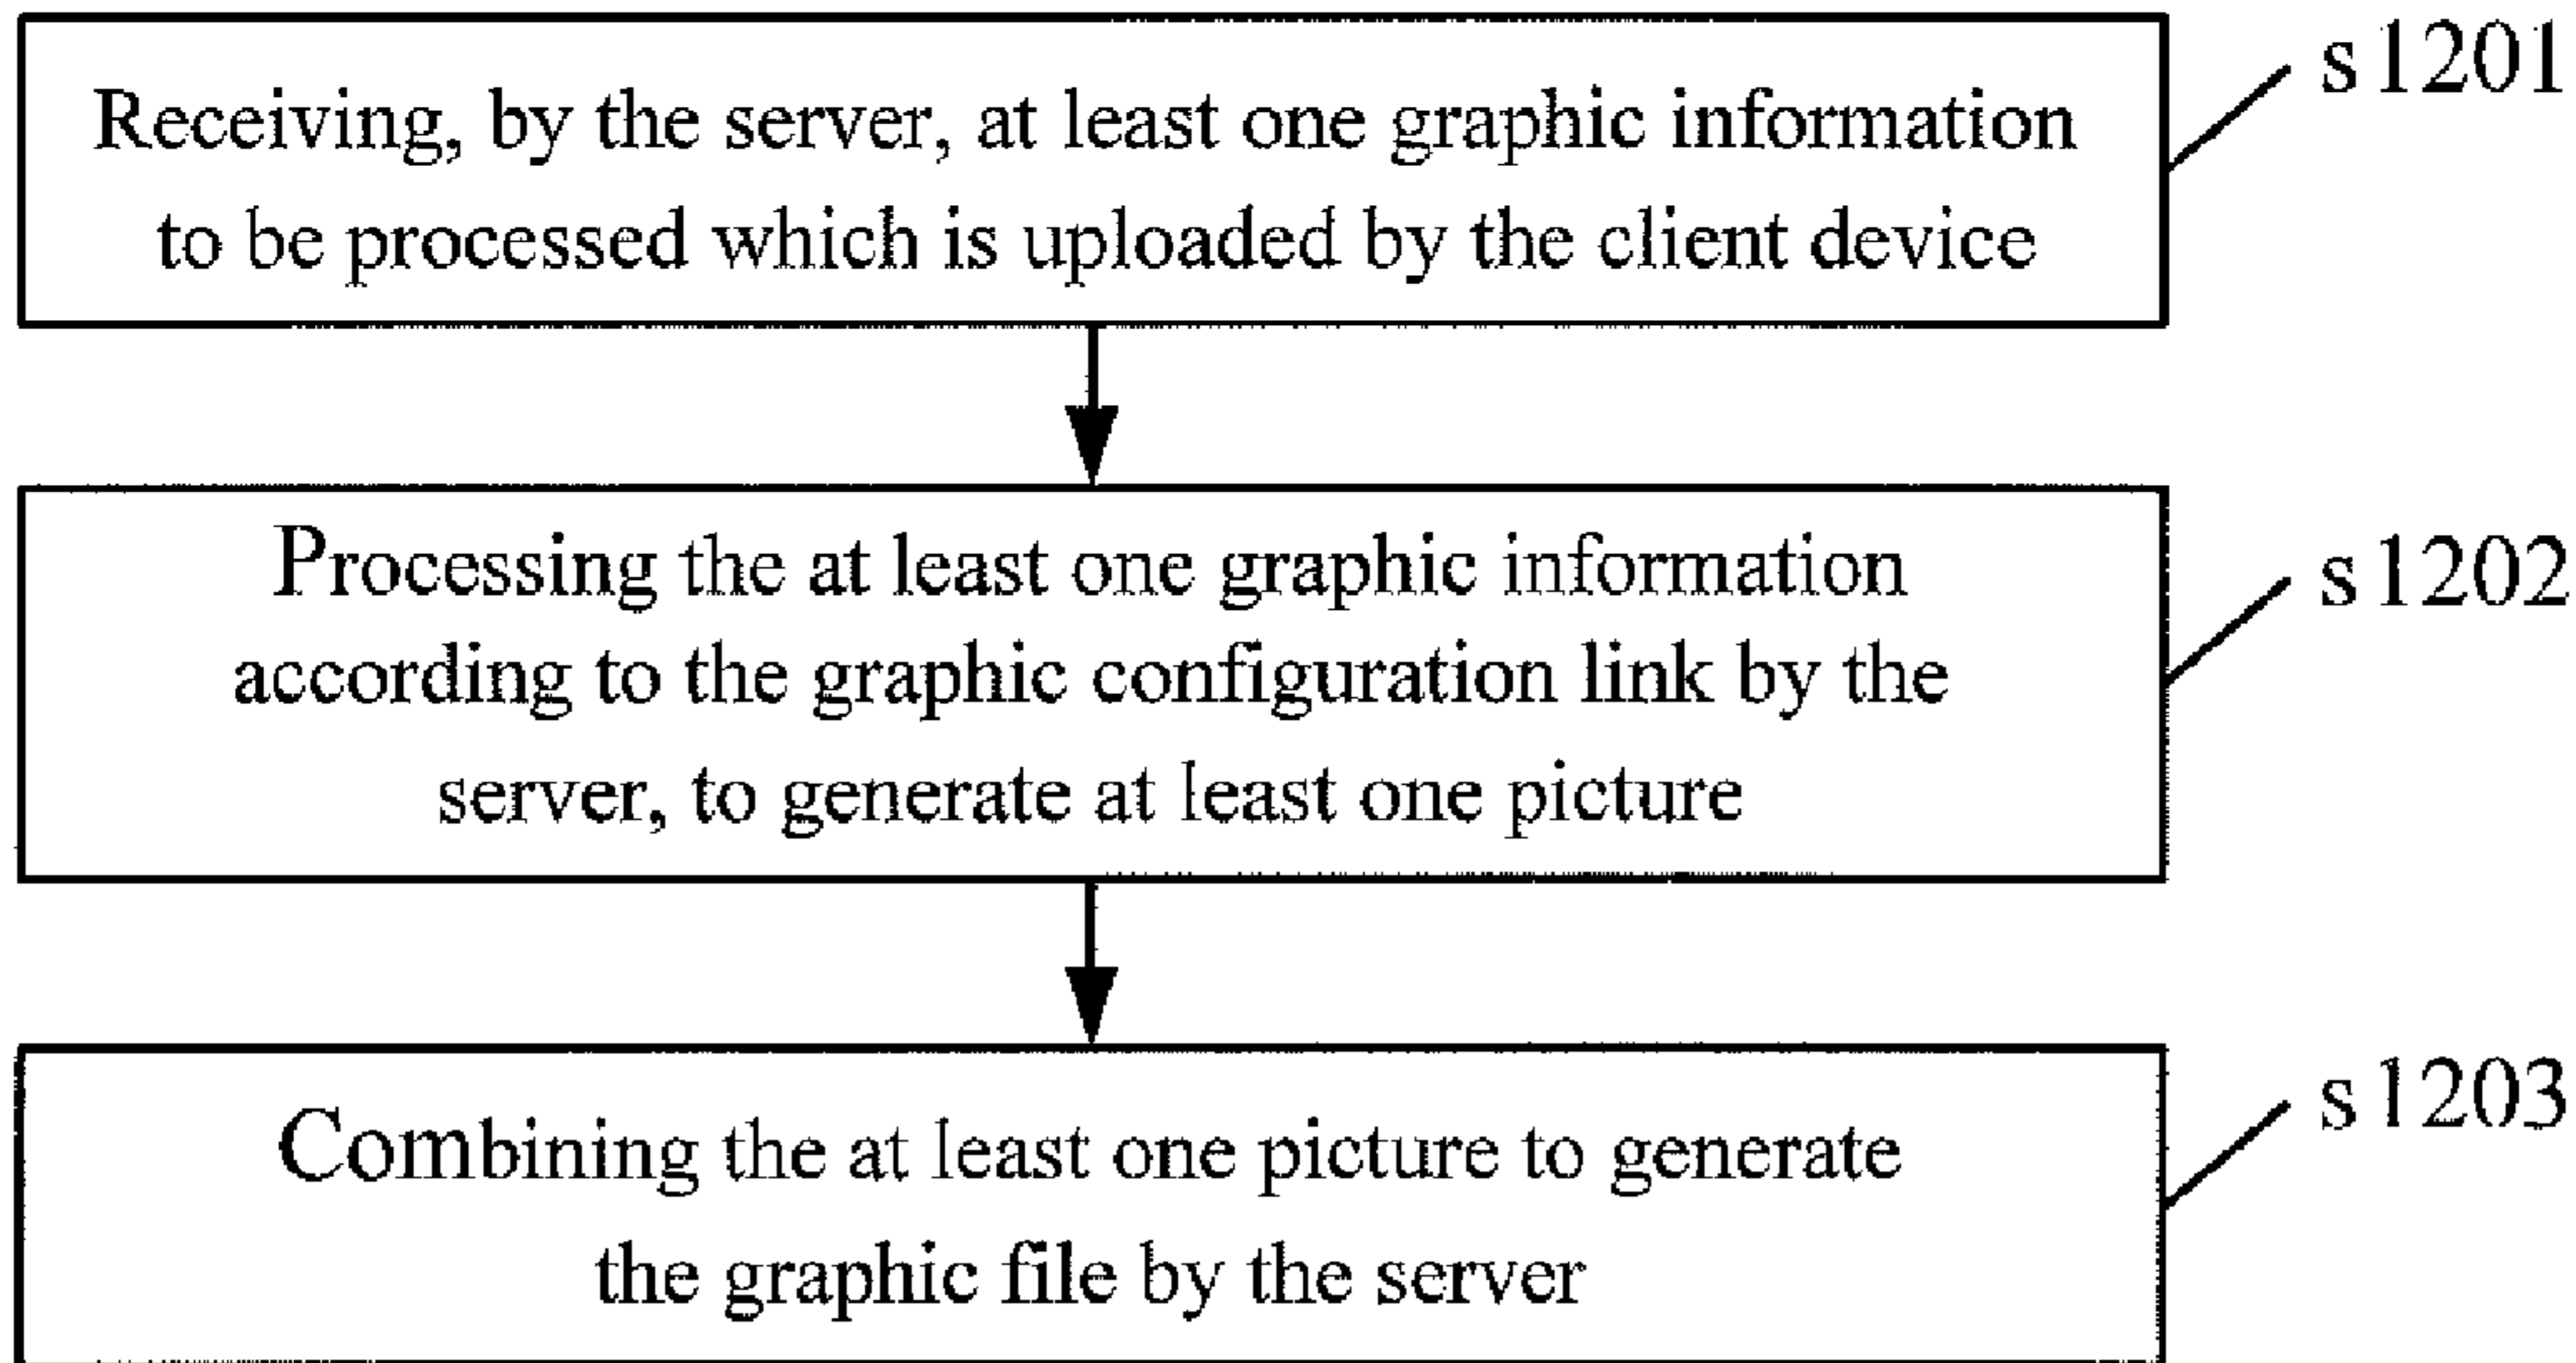 Receiving, by the server, at least one graphic information
to be processed which is uploaded by the client device
s1201
Processing the at least one graphic information
according to the graphic configuration link by the
server, to generate at least one picture
s1202
Combining the at least one picture to generate
the graphic file by the server
s1203